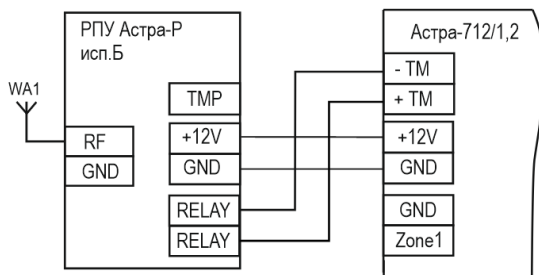 РПУ Астра-Р
исп.Б
WA1
RF
GND
TMP
+12V
GND
RELAY
RELAY
Астра-712/1,2
- TM
+ TM
+12V
GND
GND
Zone1